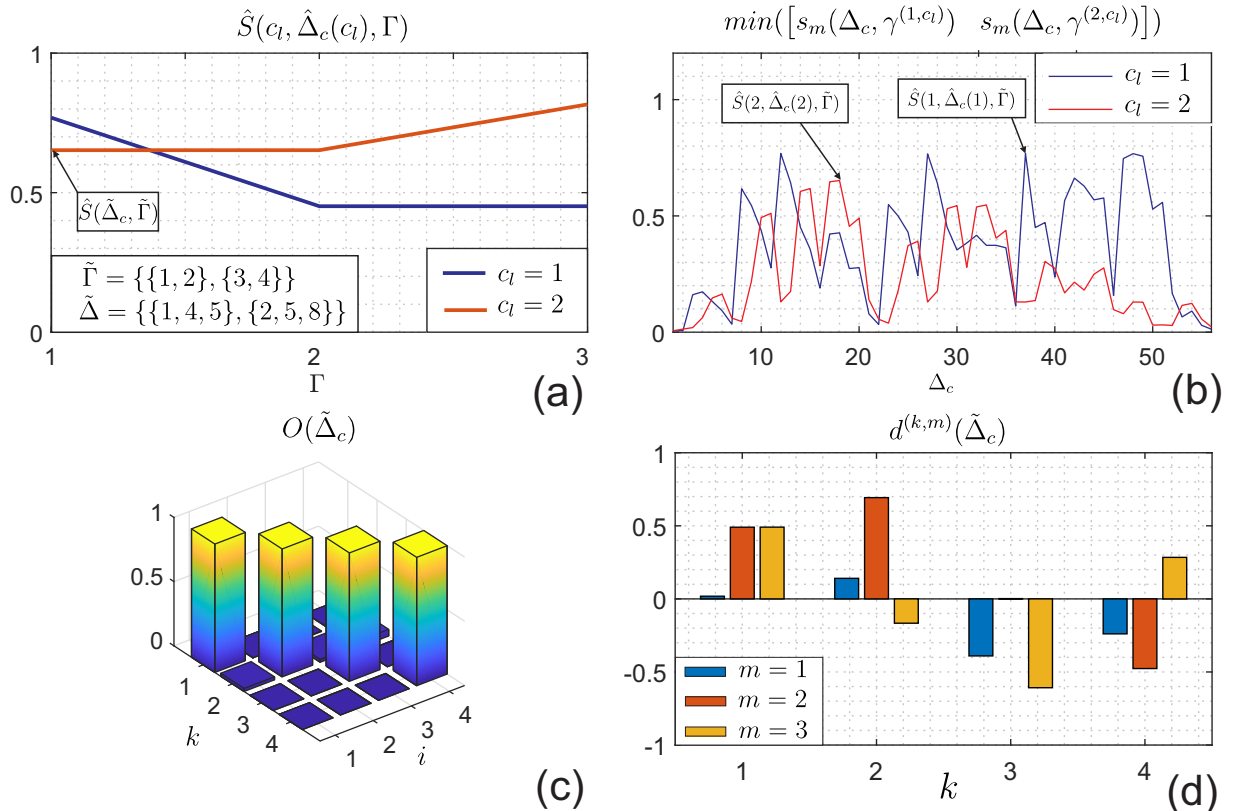 Ŝ(c_l, Δ̂_c(c_l), Γ)
1
0.5
0
Ŝ(Δ̃_c, Γ̃)
Γ̃ = {{1, 2}, {3, 4}}
Δ̃ = {{1, 4, 5}, {2, 5, 8}}
c_l = 1
c_l = 2
1 2 3
Γ
(a)
min([s_m(Δ_c, γ^(1,c_l)) s_m(Δ_c, γ^(2,c_l))])
1
0.5
0
Ŝ(2, Δ̂_c(2), Γ̃)
Ŝ(1, Δ̂_c(1), Γ̃)
c_l = 1
c_l = 2
10 20 30 40 50
Δ_c
(b)
O(Δ̃_c)
1
0.5
0
1
2
3
4
k
1
2
3
4
i
(c)
d^(k,m)(Δ̃_c)
1
0.5
0
-0.5
-1
m = 1
m = 2
m = 3
1 2 3 4
k
(d)